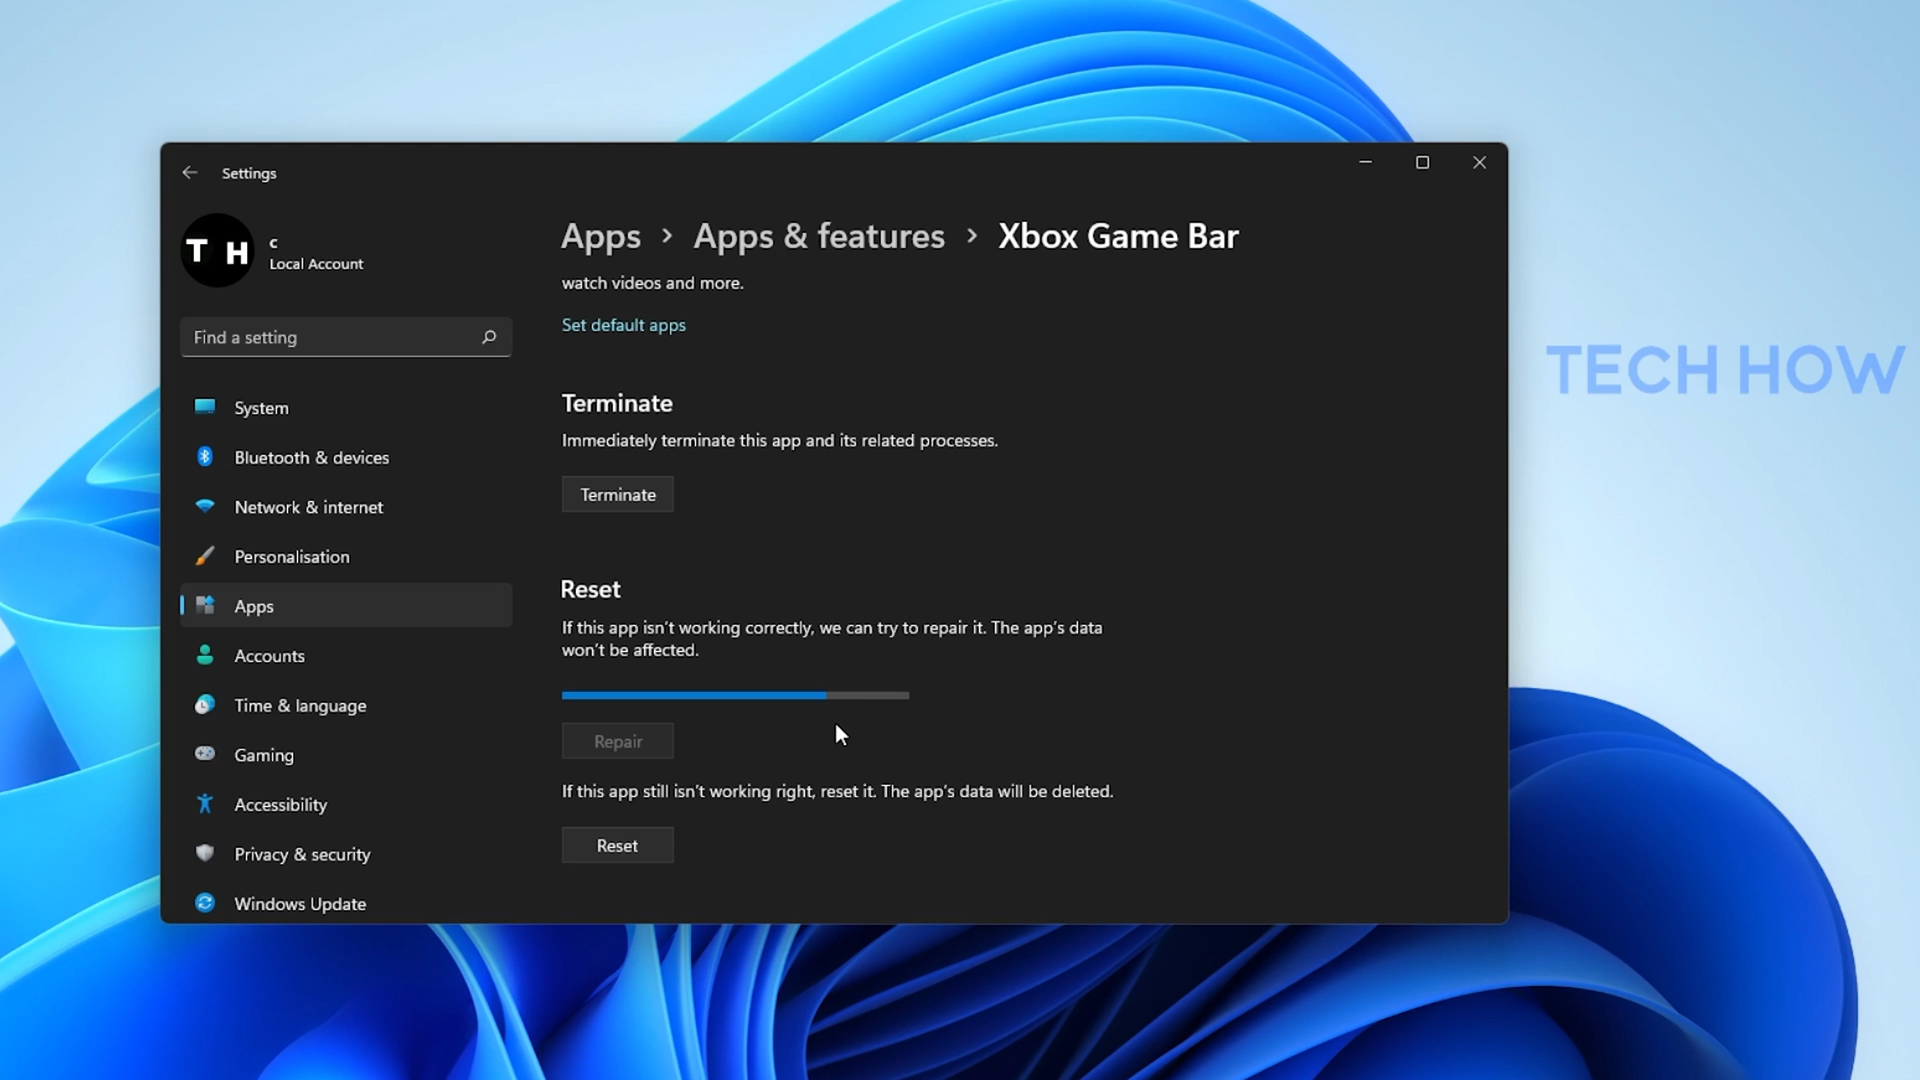 Settings
T H
c
Local Account
Find a setting
System
Bluetooth & devices
Network & internet
Personalisation
Apps
Accounts
Time & language
Gaming
Accessibility
Privacy & security
Windows Update
Apps > Apps & features > Xbox Game Bar
watch videos and more.
Set default apps
Terminate
Immediately terminate this app and its related processes.
Terminate
Reset
If this app isn't working correctly, we can try to repair it. The app's data
won't be affected.
Repair
If this app still isn't working right, reset it. The app's data will be deleted.
Reset
TECH HOW